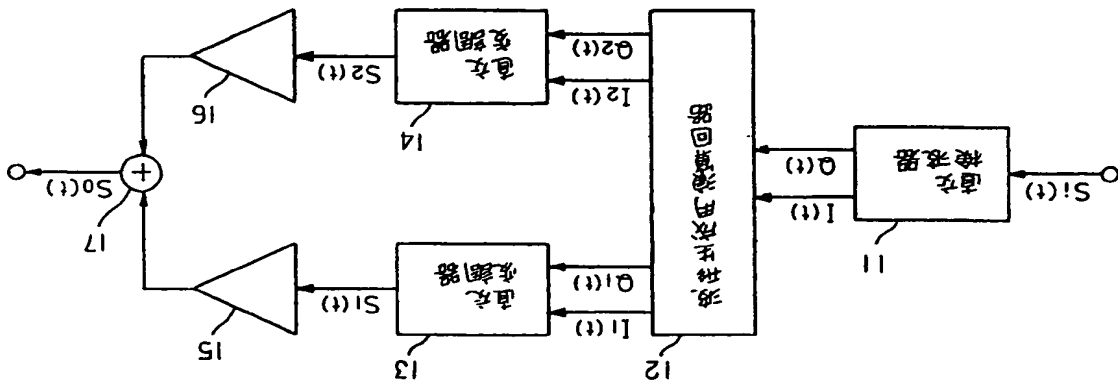 12
I1(t)
Q1(t)
13
直交
変調器
S1(t)
15
11
Si(t)
直交
検波器
I(t)
Q(t)
波形生成用演算回路
17
+
So(t)
I2(t)
Q2(t)
14
直交
変調器
S2(t)
16